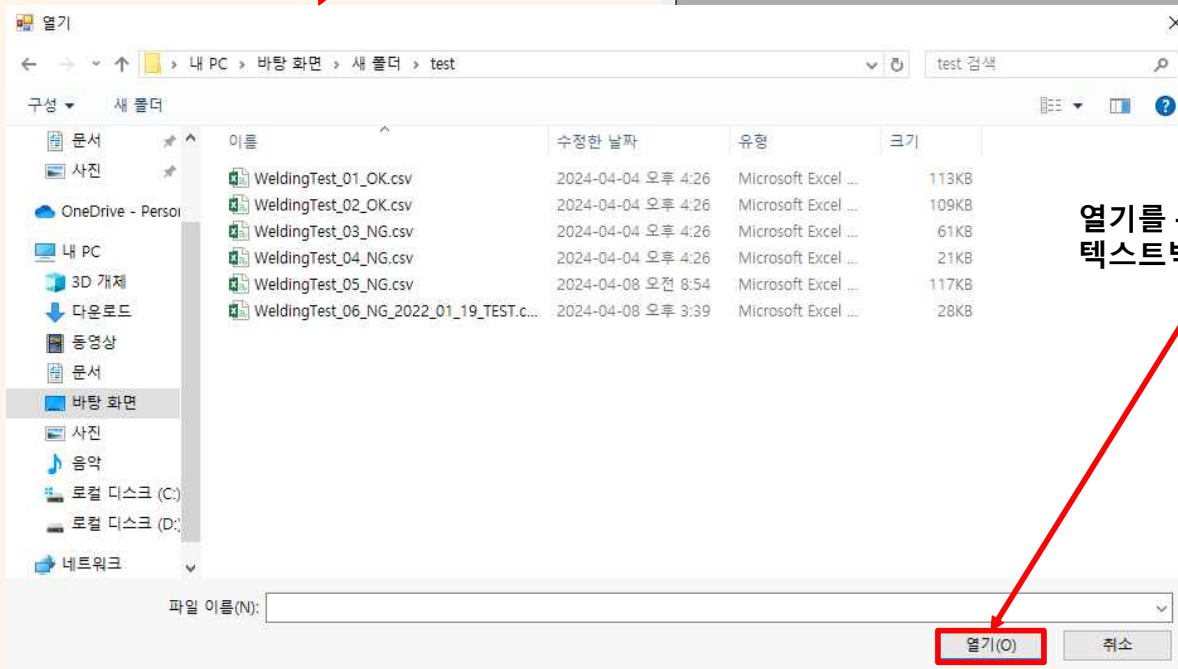 열기
내 PC > 바탕 화면 > 새 폴더 > test
test 검색
구성
새 폴더
이름
수정한 날짜
유형
크기
문서
사진
OneDrive - Person
내 PC
3D 개체
다운로드
동영상
문서
바탕 화면
사진
음악
로컬 디스크 (C:)
로컬 디스크 (D:)
네트워크
WeldingTest_01_OK.csv 2024-04-04 오후 4:26 Microsoft Excel ... 113KB
WeldingTest_02_OK.csv 2024-04-04 오후 4:26 Microsoft Excel ... 109KB
WeldingTest_03_NG.csv 2024-04-04 오후 4:26 Microsoft Excel ... 61KB
WeldingTest_04_NG.csv 2024-04-04 오후 4:26 Microsoft Excel ... 21KB
WeldingTest_05_NG.csv 2024-04-08 오전 8:54 Microsoft Excel ... 117KB
WeldingTest_06_NG_2022_01_19_TEST.c... 2024-04-08 오후 3:39 Microsoft Excel ... 28KB
열기를
텍스트
파일 이름(N):
열기(O)
취소